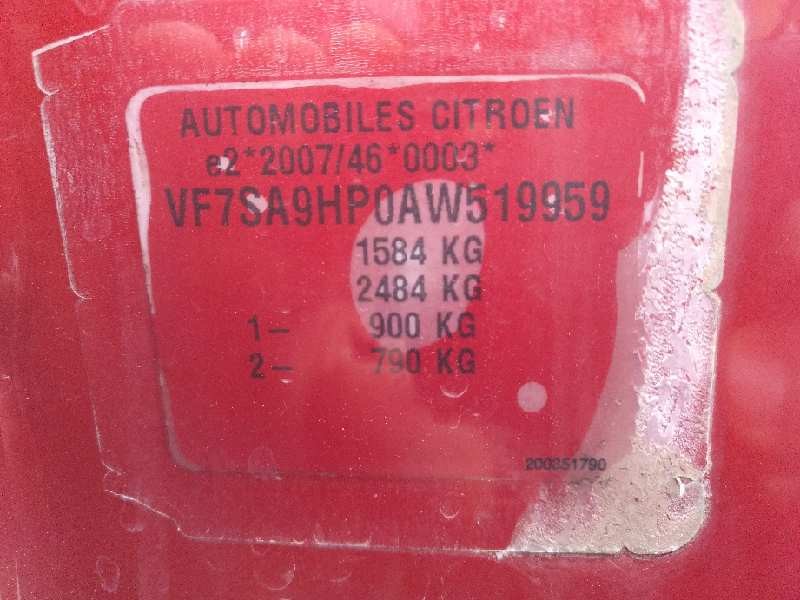 AUTOMOBILES CITROEN
e2*2007/46*0003*
VF7SA9HP0AW519959
1584 KG
2484 KG
1- 900 KG
2- 790 KG
200351790